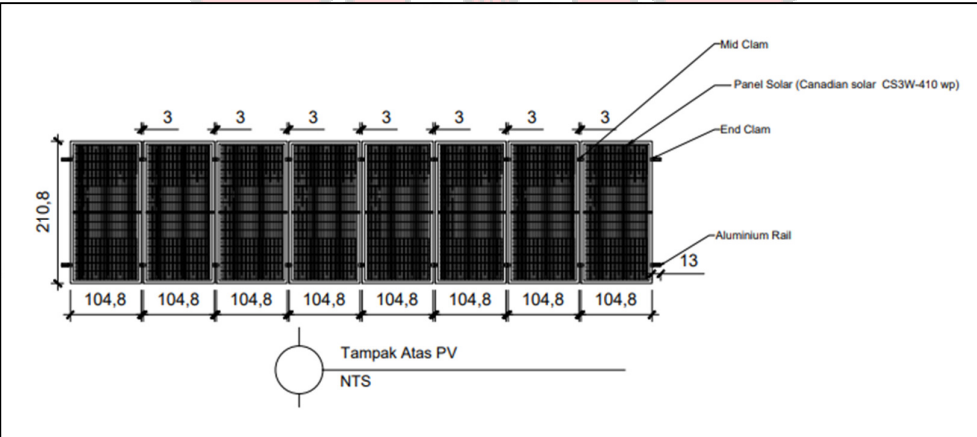 Mid Clam
Panel Solar (Canadian solar CS3W-410 wp)
3 3 3 3 3 3 3
End Clam
210,8
Aluminium Rail
13
104,8 104,8 104,8 104,8 104,8 104,8 104,8 104,8
Tampak Atas PV
NTS